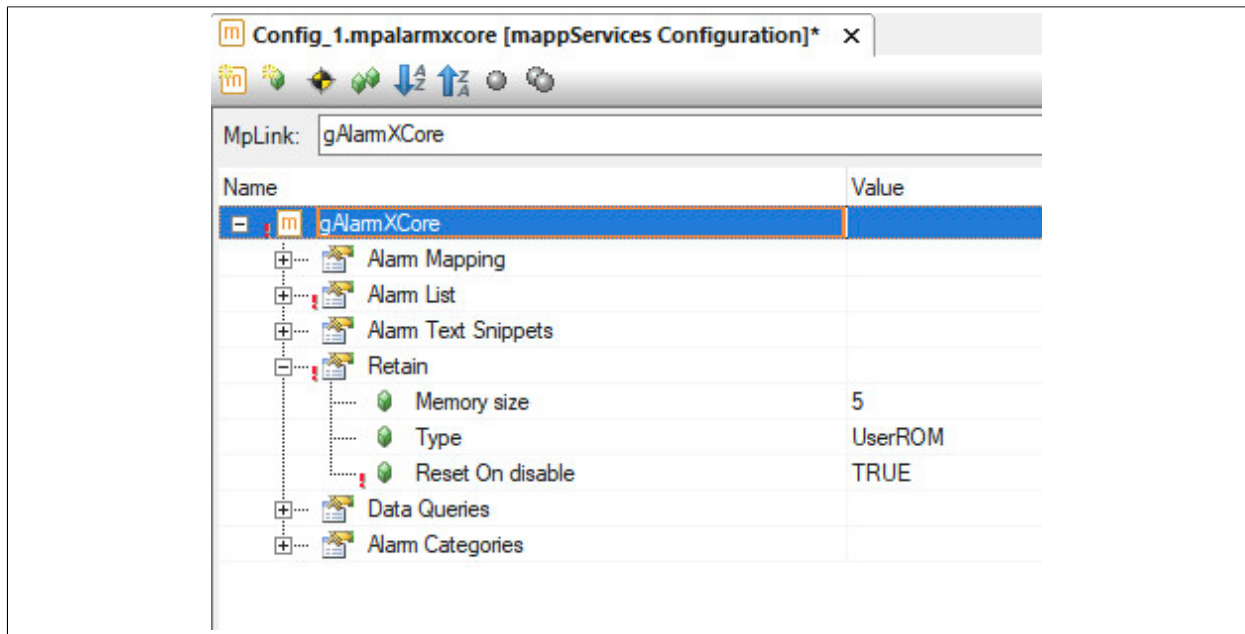 Config_1.mpalarmxcore [mappServices Configuration]*
MpLink: gAlarmXCore
Name Value
gAlarmXCore
Alarm Mapping
Alarm List
Alarm Text Snippets
Retain
Memory size 5
Type UserROM
Reset On disable TRUE
Data Queries
Alarm Categories